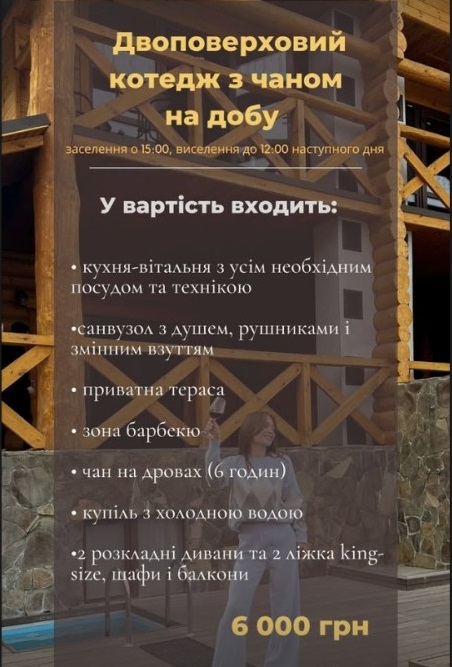 Двоповерховий
котедж з чаном
на добу
заселення о 15:00, виселення до 12:00 наступного дня
У вартість входить:
• кухня-вітальня з усім необхідним
посудом та технікою
•санвузол з душем, рушниками і
змінним взуттям
• приватна тераса
• зона барбекю
• чан на дровах (6 годин)
• купіль з холодною водою
•2 розкладні дивани та 2 ліжка king-
size, шафи і балкони
6 000 грн